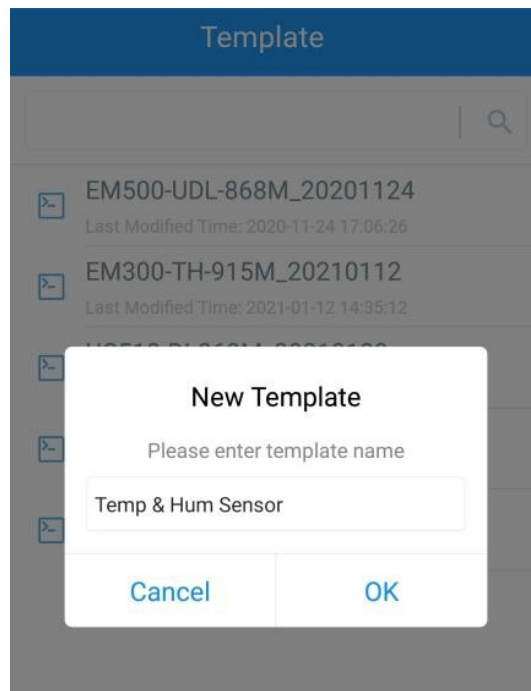 Template
EM500-UDL-868M_20201124
Last Modified Time: 2020-11-24 17:06:26
EM300-TH-915M_20210112
Last Modified Time: 2021-01-12 14:35:12
New Template
Please enter template name
Temp & Hum Sensor
Cancel
OK